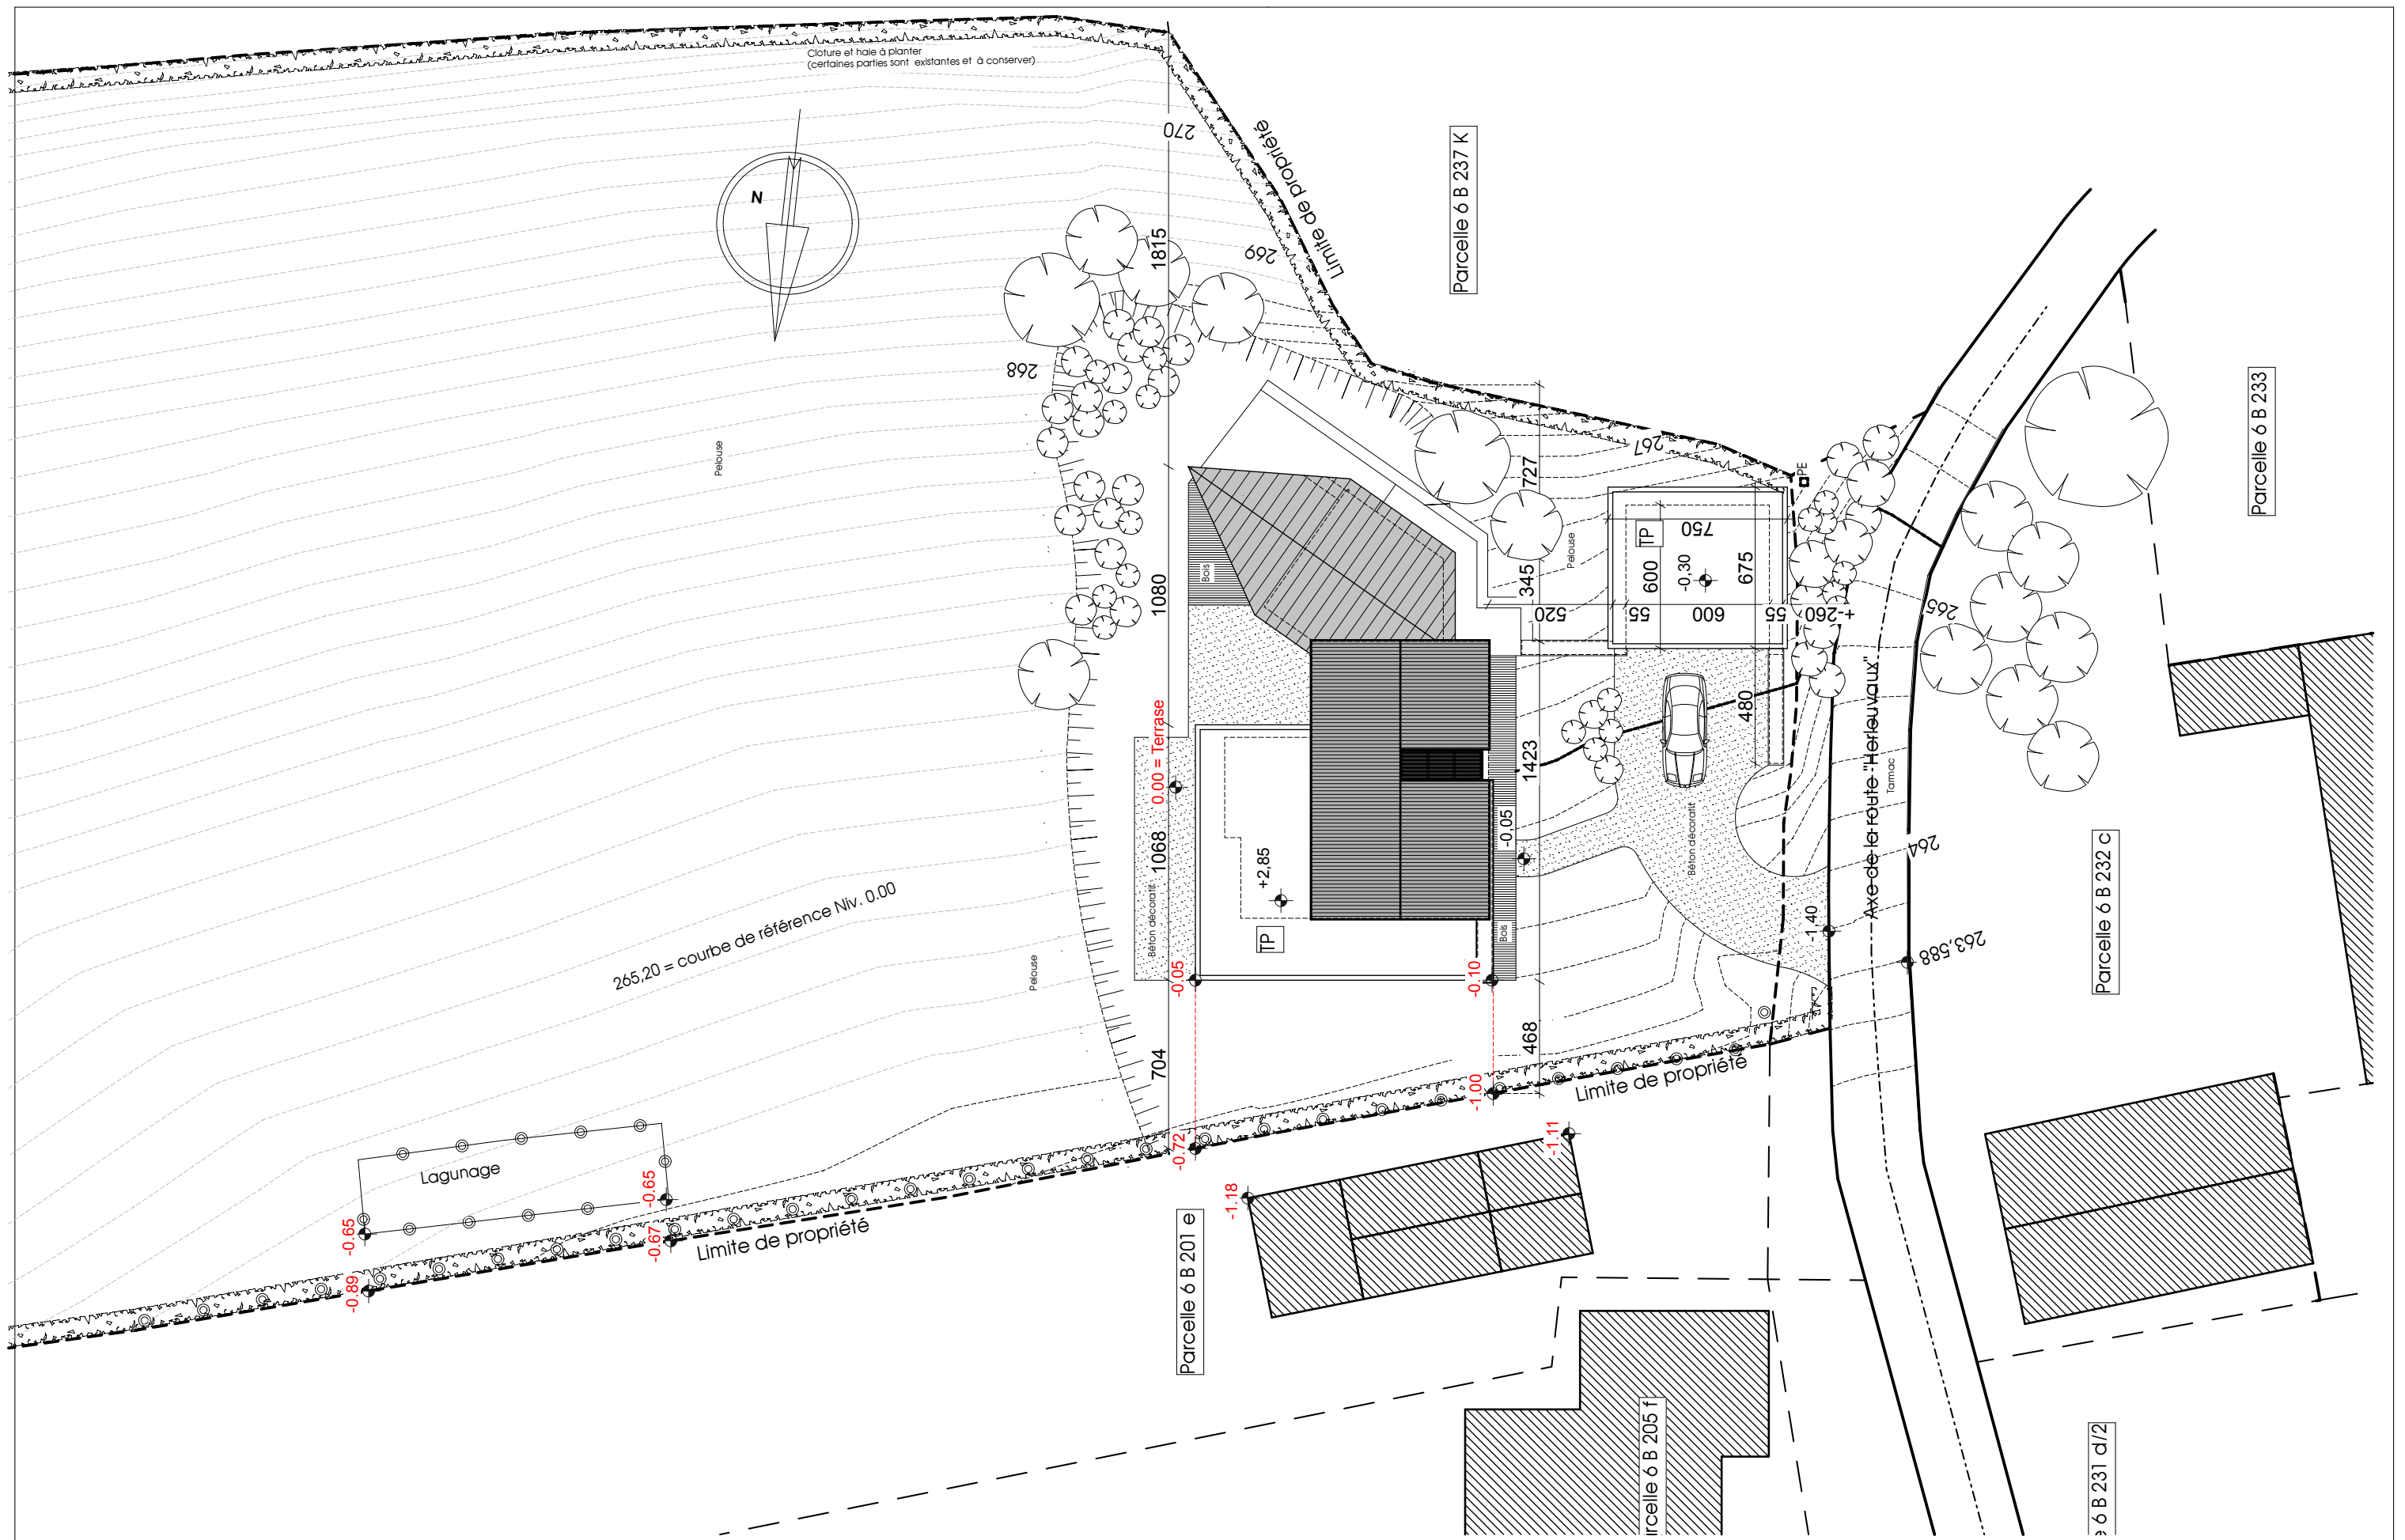 Cloture et haie à planter
(certaines parties sont existantes et à conserver)
N
270
1815
Limite de propriété
269
Parcelle 6 B 237 K
268
Pelouse
727
267
PE
Parcelle 6 B 233
Bois
1080
345
Pelouse
750
TP
600
-0,30
675
520
55
600
55
+-260
265
0.00 = Terrasse
480
1423
Axe de la route "Herleuvaux"
Tarmac
1068
+2,85
-0,05
Béton décoratif
Béton décoratif
264
265,20 = courbe de référence Niv. 0.00
TP
Bois
-1,40
263,588
Parcelle 6 B 232 c
Pelouse
-0.05
-0.10
704
468
Limite de propriété
-1.00
-0.72
-1.11
-1.18
Lagunage
-0.65
-0.65
-0.67
-0.89
Limite de propriété
Parcelle 6 B 201 e
arcelle 6 B 205 f
e 6 B 231 d/2